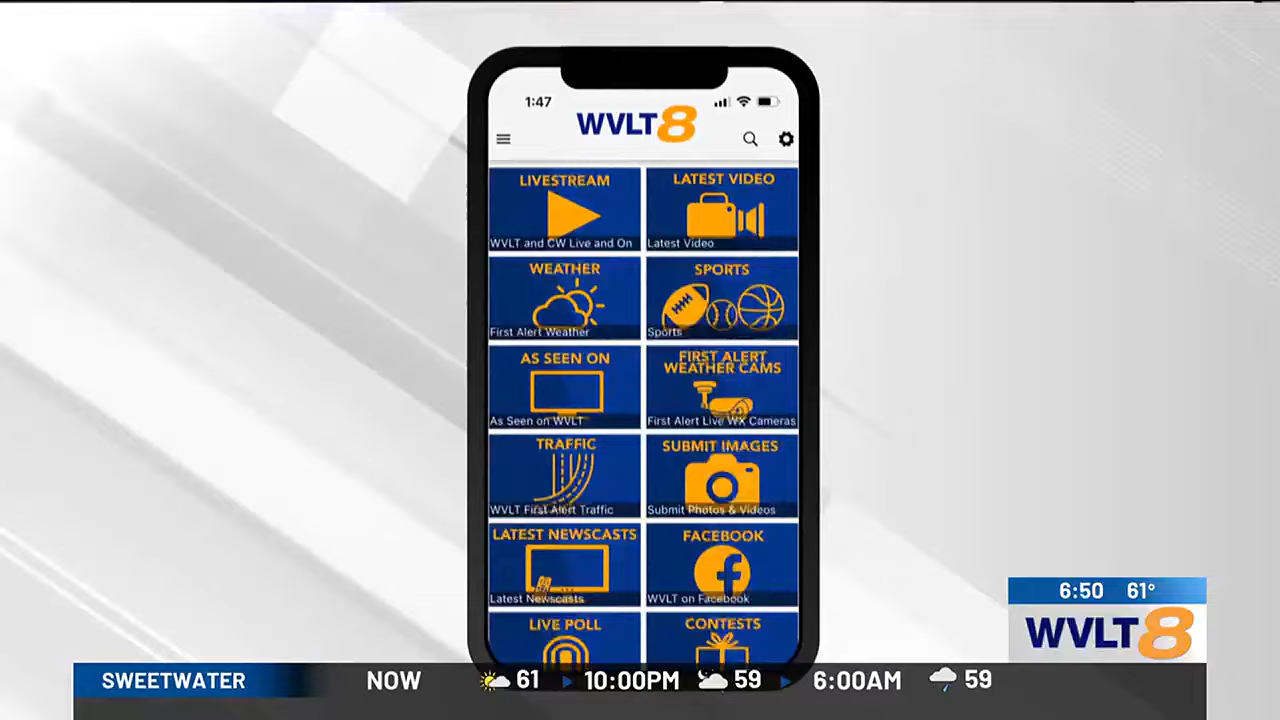 1:47
WVLT8
LIVESTREAM
WVLT and CW Live and On
LATEST VIDEO
Latest Video
WEATHER
First Alert Weather
SPORTS
Sports
AS SEEN ON
As Seen on WVLT
FIRST ALERT
WEATHER CAMS
First Alert Live WX Cameras
TRAFFIC
WVLT First Alert Traffic
SUBMIT IMAGES
Submit Photos & Videos
LATEST NEWSCASTS
Latest Newscasts
FACEBOOK
WVLT on Facebook
LIVE POLL
CONTESTS
6:50 61°
WVLT8
SWEETWATER NOW 61 10:00PM 59 6:00AM 59